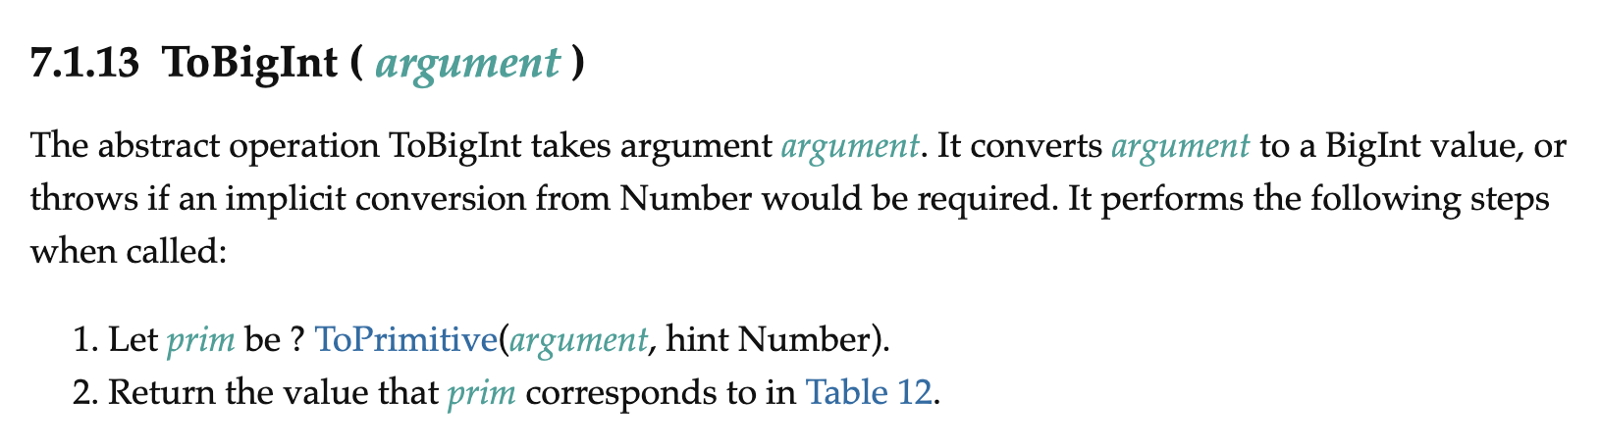 7.1.13 ToBigInt ( argument )
The abstract operation ToBigInt takes argument argument. It converts argument to a BigInt value, or
throws if an implicit conversion from Number would be required. It performs the following steps
when called:
1. Let prim be ? ToPrimitive(argument, hint Number).
2. Return the value that prim corresponds to in Table 12.